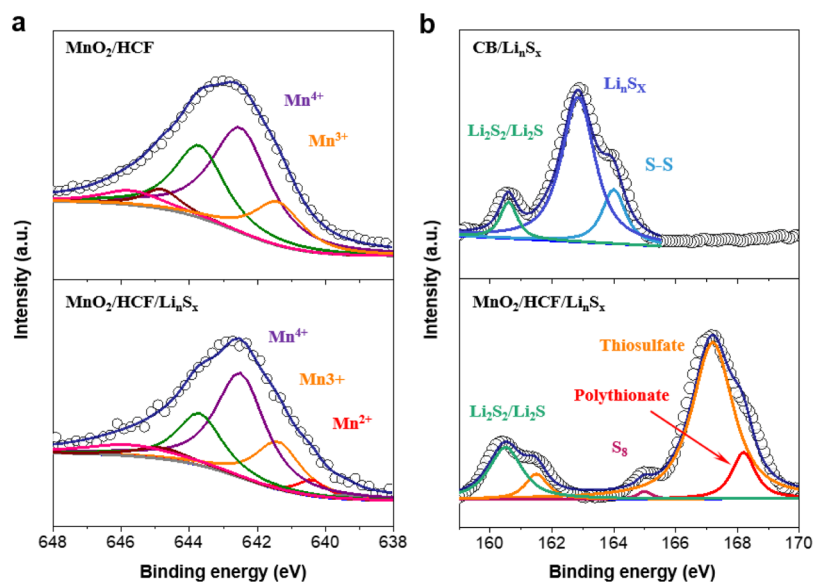 a
MnO2/HCF
Mn4+
Mn3+
MnO2/HCF/LinSx
Mn4+
Mn3+
Mn2+
648 646 644 642 640 638
Binding energy (eV)
Intensity (a.u.)
b
CB/LinSx
LinSX
Li2S2/Li2S
S-S
MnO2/HCF/LinSx
Thiosulfate
Polythionate
Li2S2/Li2S
S8
160 162 164 166 168 170
Binding energy (eV)
Intensity (a.u.)